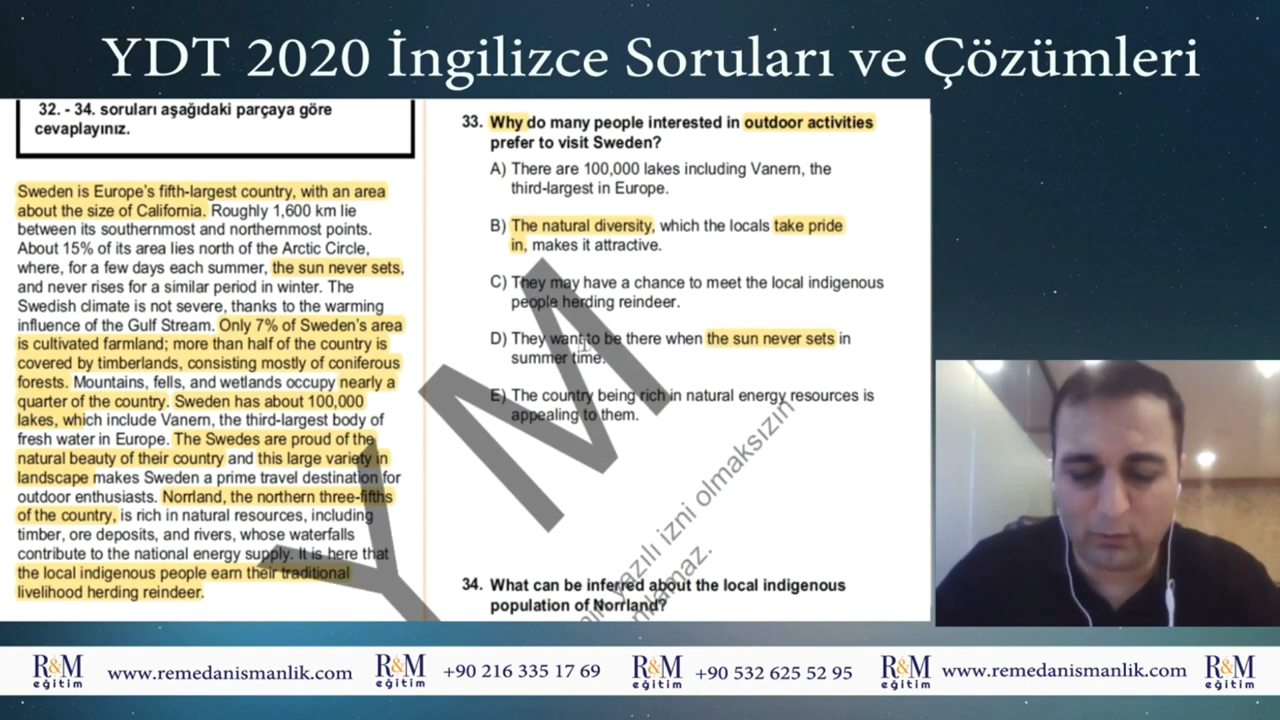 YDT 2020 İngilizce Soruları ve Çözümleri
32. - 34. soruları aşağıdaki parçaya göre
cevaplayınız.
Sweden is Europe's fifth-largest country, with an area
about the size of California. Roughly 1,600 km lie
between its southernmost and northernmost points.
About 15% of its area lies north of the Arctic Circle,
where, for a few days each summer, the sun never sets,
and never rises for a similar period in winter. The
Swedish climate is not severe, thanks to the warming
influence of the Gulf Stream. Only 7% of Sweden's area
is cultivated farmland; more than half of the country is
covered by timberlands, consisting mostly of coniferous
forests. Mountains, fells, and wetlands occupy nearly a
quarter of the country. Sweden has about 100,000
lakes, which include Vanern, the third-largest body of
fresh water in Europe. The Swedes are proud of the
natural beauty of their country and this large variety in
landscape makes Sweden a prime travel destination for
outdoor enthusiasts. Norrland, the northern three-fifths
of the country, is rich in natural resources, including
timber, ore deposits, and rivers, whose waterfalls
contribute to the national energy supply. It is here that
the local indigenous people earn their traditional
livelihood herding reindeer.
33. Why do many people interested in outdoor activities
prefer to visit Sweden?
A) There are 100,000 lakes including Vanern, the
third-largest in Europe.
B) The natural diversity, which the locals take pride
in, makes it attractive.
C) They may have a chance to meet the local indigenous
people herding reindeer.
D) They want to be there when the sun never sets in
summer time.
E) The country being rich in natural energy resources is
appealing to them.
34. What can be inferred about the local indigenous
population of Norrland?
Y M
yazılı izni olmaksızın
R&M eğitim www.remedanismanlik.com R&M eğitim +90 216 335 17 69 R&M eğitim +90 532 625 52 95 R&M eğitim www.remedanismanlik.com R&M eğitim